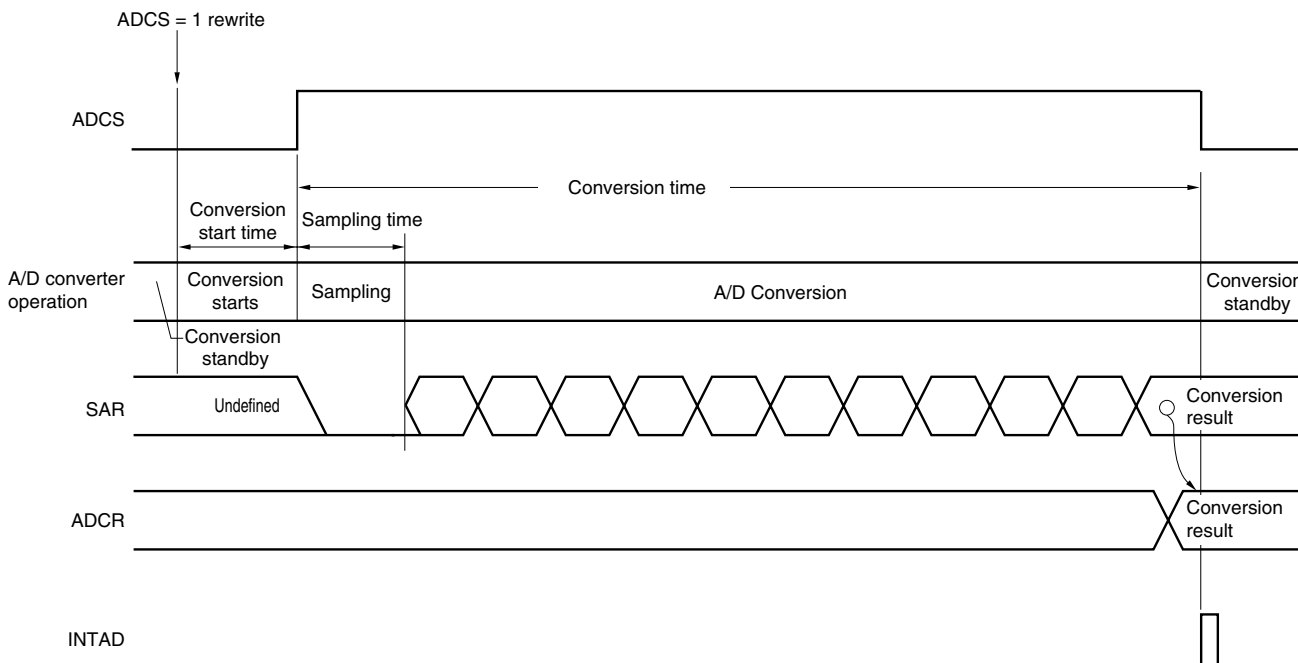 ADCS = 1 rewrite
ADCS
Conversion time
Conversion
start time
Sampling time
A/D converter
operation
Conversion
starts
Sampling
A/D Conversion
Conversion
standby
Conversion
standby
SAR
Undefined
Conversion
result
ADCR
Conversion
result
INTAD